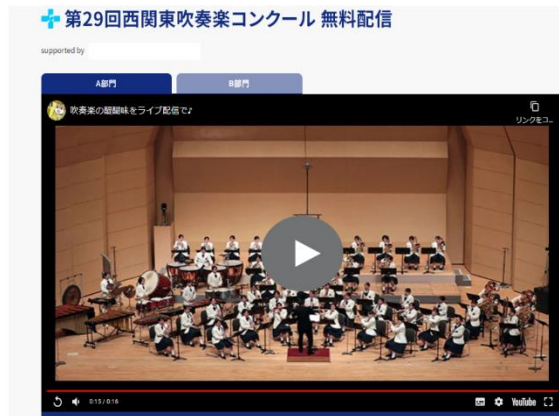 第29回西関東吹奏楽コンクール 無料配信
supported by
A部門
B部門
吹奏楽の醍醐味をライブ配信で♪
リンクをコ...
0:15 / 0:16
YouTube